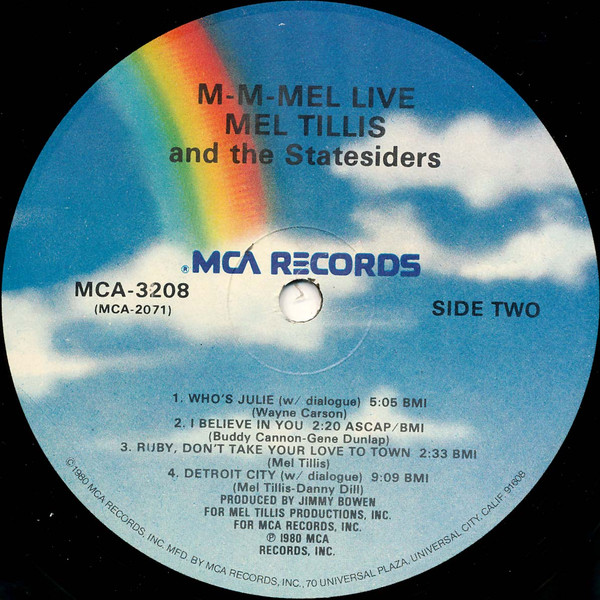 M-M-MEL LIVE
MEL TILLIS
and the Statesiders
®MCA RECORDS
MCA-3208
(MCA-2071)
SIDE TWO
1. WHO'S JULIE (w/ dialogue) 5:05 BMI
(Wayne Carson)
2. I BELIEVE IN YOU 2:20 ASCAP/BMI
(Buddy Cannon-Gene Dunlap)
3. RUBY, DON'T TAKE YOUR LOVE TO TOWN 2:33 BMI
(Mel Tillis)
4. DETROIT CITY (w/ dialogue) 9:09 BMI
(Mel Tillis-Danny Dill)
PRODUCED BY JIMMY BOWEN
FOR MEL TILLIS PRODUCTIONS, INC.
FOR MCA RECORDS, INC.
℗ 1980 MCA
RECORDS, INC.
©1980 MCA RECORDS, INC. MFD BY MCA RECORDS, INC., 70 UNIVERSAL PLAZA, UNIVERSAL CITY, CALIF. 91608